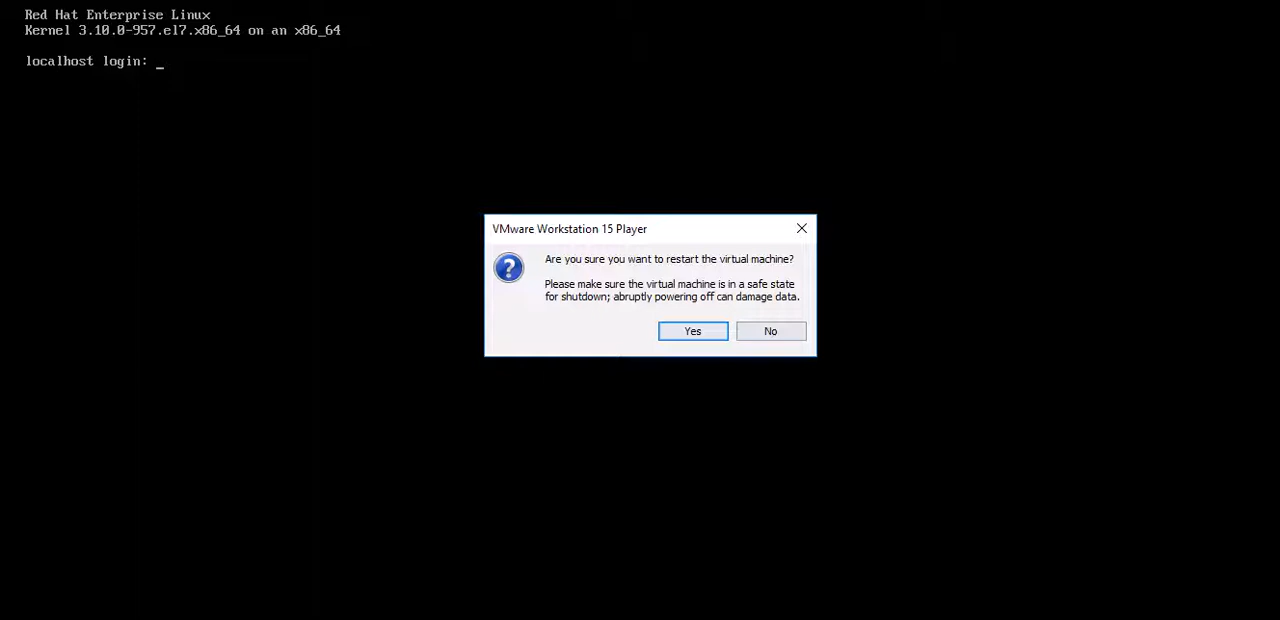 Red Hat Enterprise Linux
Kernel 3.10.0-957.el7.x86_64 on an x86_64
localhost login: _
VMware Workstation 15 Player
Are you sure you want to restart the virtual machine?
Please make sure the virtual machine is in a safe state
for shutdown; abruptly powering off can damage data.
Yes
No